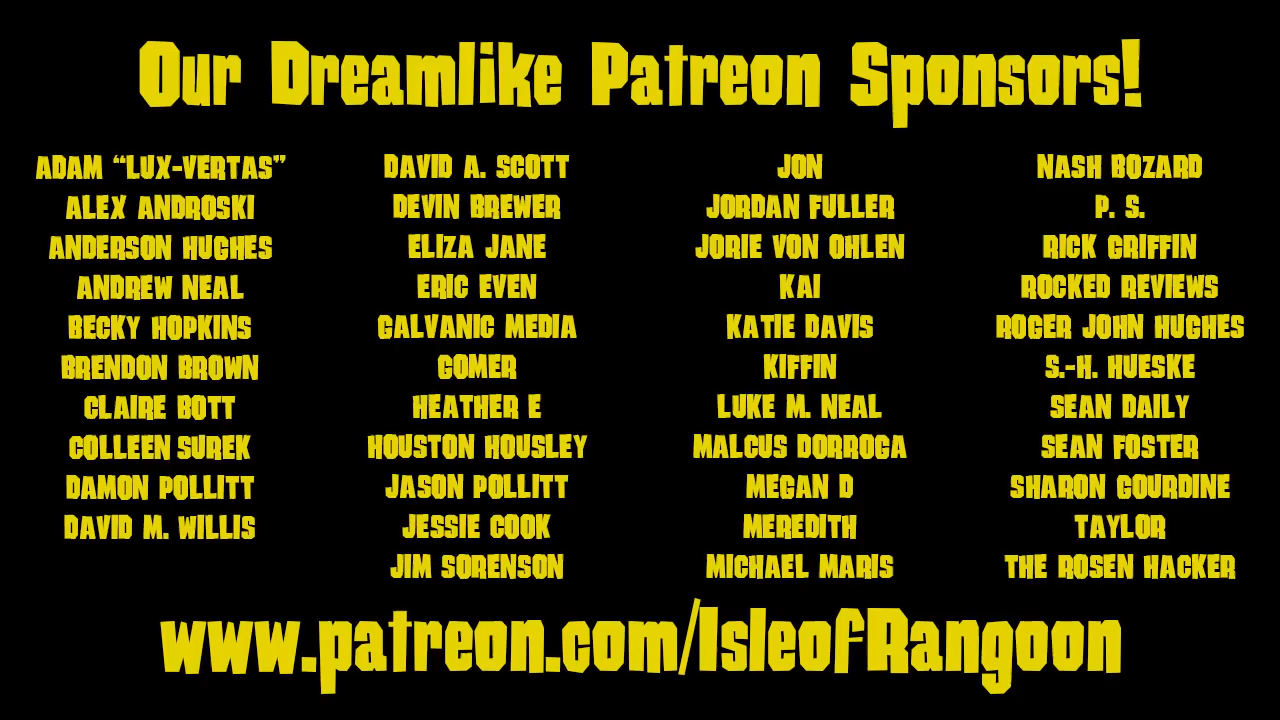 Our Dreamlike Patreon Sponsors!
ADAM “LUX-VERTAS”
ALEX ANDROSKI
ANDERSON HUGHES
ANDREW NEAL
BECKY HOPKINS
BRENDON BROWN
CLAIRE BOTT
COLLEEN SUREK
DAMON POLLITT
DAVID M. WILLIS
DAVID A. SCOTT
DEVIN BREWER
ELIZA JANE
ERIC EVEN
GALVANIC MEDIA
GOMER
HEATHER E
HOUSTON HOUSLEY
JASON POLLITT
JESSIE COOK
JIM SORENSON
JON
JORDAN FULLER
JORIE VON OHLEN
KAI
KATIE DAVIS
KIFFIN
LUKE M. NEAL
MALCUS DORROGA
MEGAN D
MEREDITH
MICHAEL MARIS
NASH BOZARD
P. S.
RICK GRIFFIN
ROCKED REVIEWS
ROGER JOHN HUGHES
S.-H. HUESKE
SEAN DAILY
SEAN FOSTER
SHARON GOURDINE
TAYLOR
THE ROSEN HACKER
www.patreon.com/IsleofRangoon